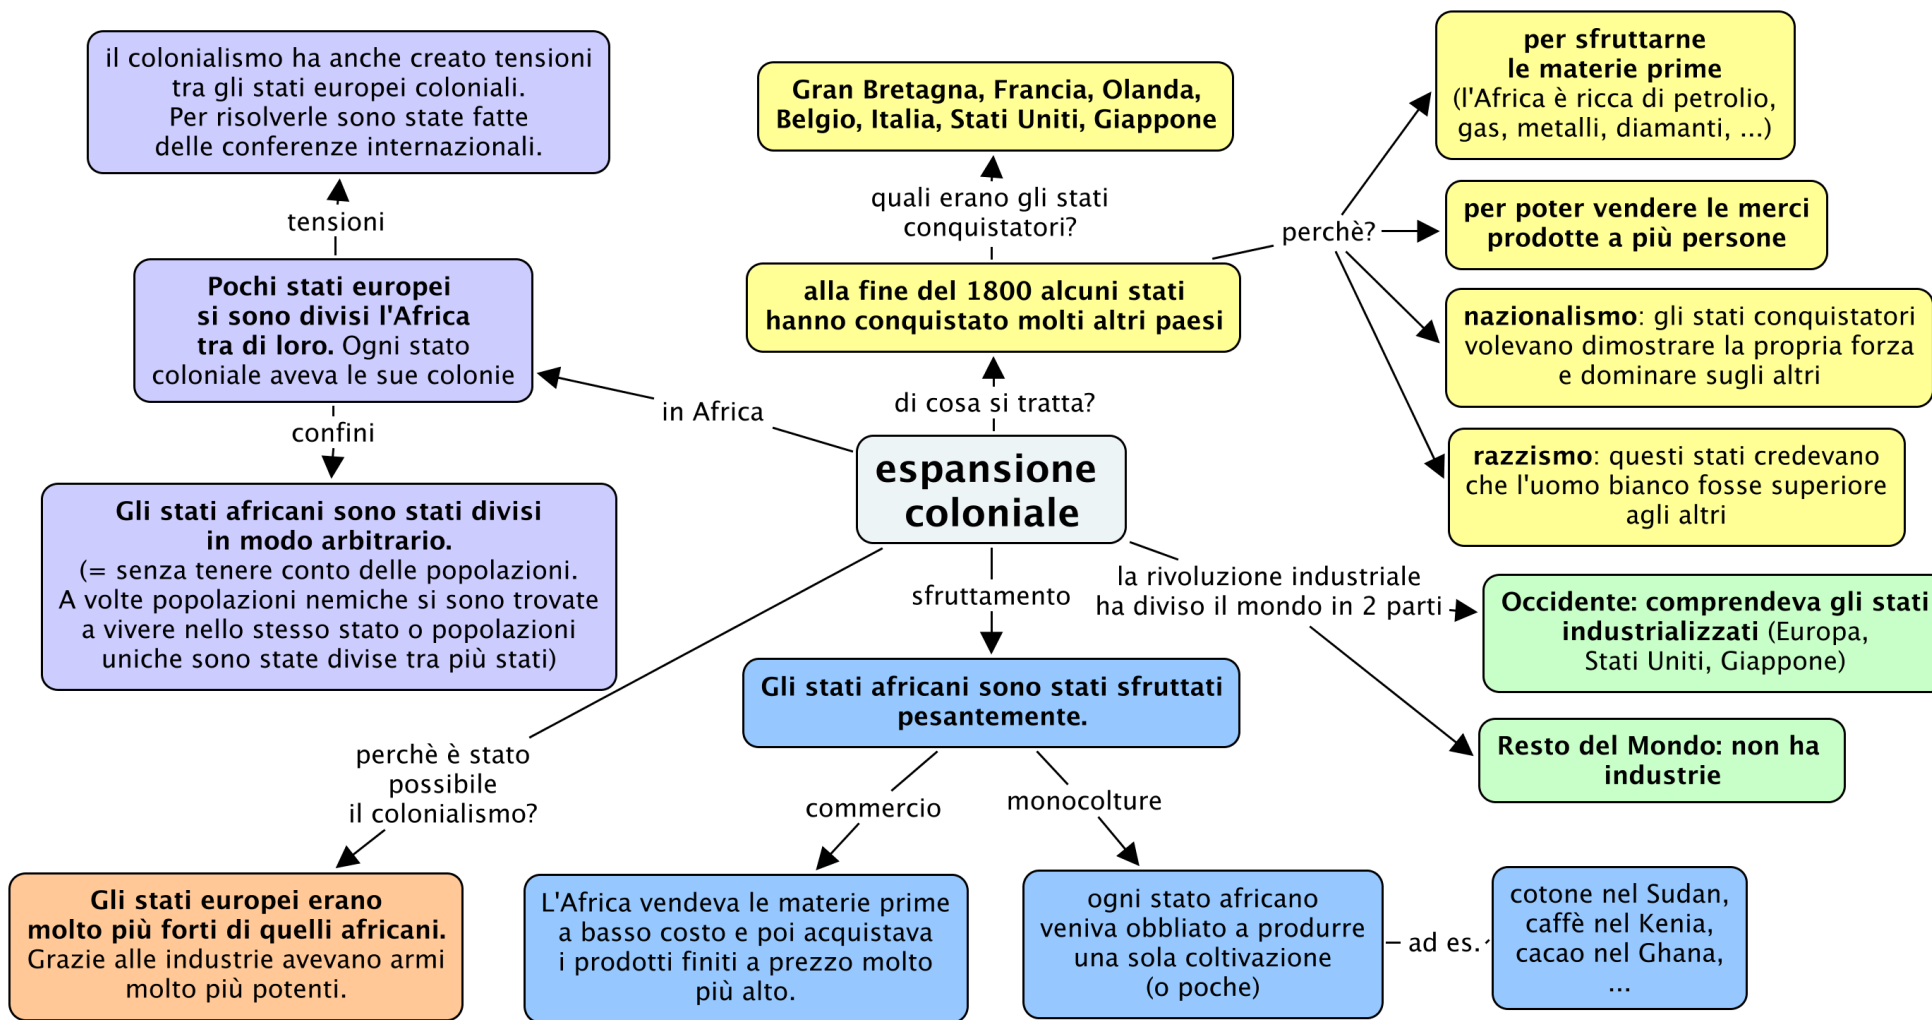 il colonialismo ha anche creato tensioni
tra gli stati europei coloniali.
Per risolverle sono state fatte
delle conferenze internazionali.
tensioni
Pochi stati europei
si sono divisi l'Africa
tra di loro. Ogni stato
coloniale aveva le sue colonie
confini
Gli stati africani sono stati divisi
in modo arbitrario.
(= senza tenere conto delle popolazioni.
A volte popolazioni nemiche si sono trovate
a vivere nello stesso stato o popolazioni
uniche sono state divise tra più stati)
in Africa
Gran Bretagna, Francia, Olanda,
Belgio, Italia, Stati Uniti, Giappone
quali erano gli stati
conquistatori?
alla fine del 1800 alcuni stati
hanno conquistato molti altri paesi
di cosa si tratta?
espansione
coloniale
perchè?
per sfruttarne
le materie prime
(l'Africa è ricca di petrolio,
gas, metalli, diamanti, ...)
per poter vendere le merci
prodotte a più persone
nazionalismo: gli stati conquistatori
volevano dimostrare la propria forza
e dominare sugli altri
razzismo: questi stati credevano
che l'uomo bianco fosse superiore
agli altri
la rivoluzione industriale
ha diviso il mondo in 2 parti
Occidente: comprendeva gli stati
industrializzati (Europa,
Stati Uniti, Giappone)
Resto del Mondo: non ha
industrie
sfruttamento
Gli stati africani sono stati sfruttati
pesantemente.
perchè è stato
possibile
il colonialismo?
Gli stati europei erano
molto più forti di quelli africani.
Grazie alle industrie avevano armi
molto più potenti.
commercio
L'Africa vendeva le materie prime
a basso costo e poi acquistava
i prodotti finiti a prezzo molto
più alto.
monocolture
ogni stato africano
veniva obbliato a produrre
una sola coltivazione
(o poche)
ad es.
cotone nel Sudan,
caffè nel Kenia,
cacao nel Ghana,
...